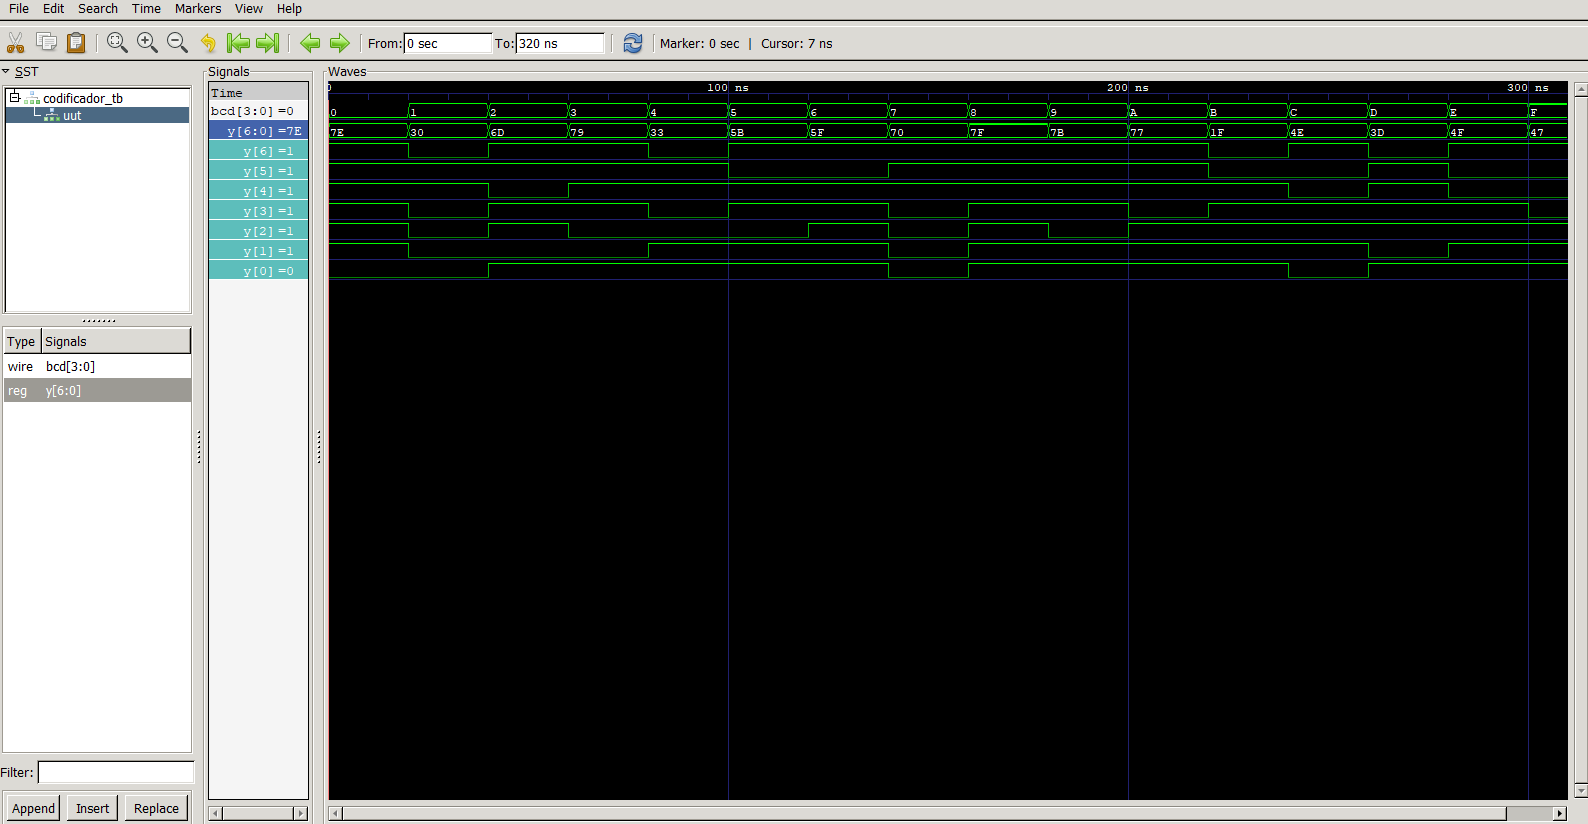 File Edit Search Time Markers View Help
From: 0 sec To: 320 ns Marker: 0 sec | Cursor: 7 ns
SST
codificador_tb
uut
Type Signals
wire bcd[3:0]
reg y[6:0]
Filter:
Append Insert Replace
Signals
Time
bcd[3:0]=0
y[6:0]=7E
y[6]=1
y[5]=1
y[4]=1
y[3]=1
y[2]=1
y[1]=1
y[0]=0
Waves
0 100 ns 200 ns 300 ns
0 1 2 3 4 5 6 7 8 9 A B C D E F
7E 30 6D 79 33 5B 5F 70 7F 7B 77 1F 4E 3D 4F 47